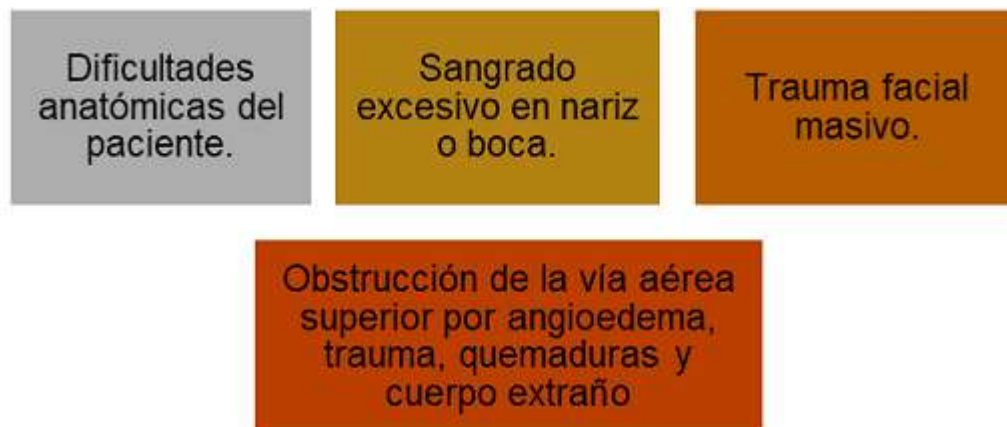 Dificultades
anatómicas del
paciente.
Sangrado
excesivo en nariz
o boca.
Trauma facial
masivo.
Obstrucción de la vía aérea
superior por angioedema,
trauma, quemaduras y
cuerpo extraño